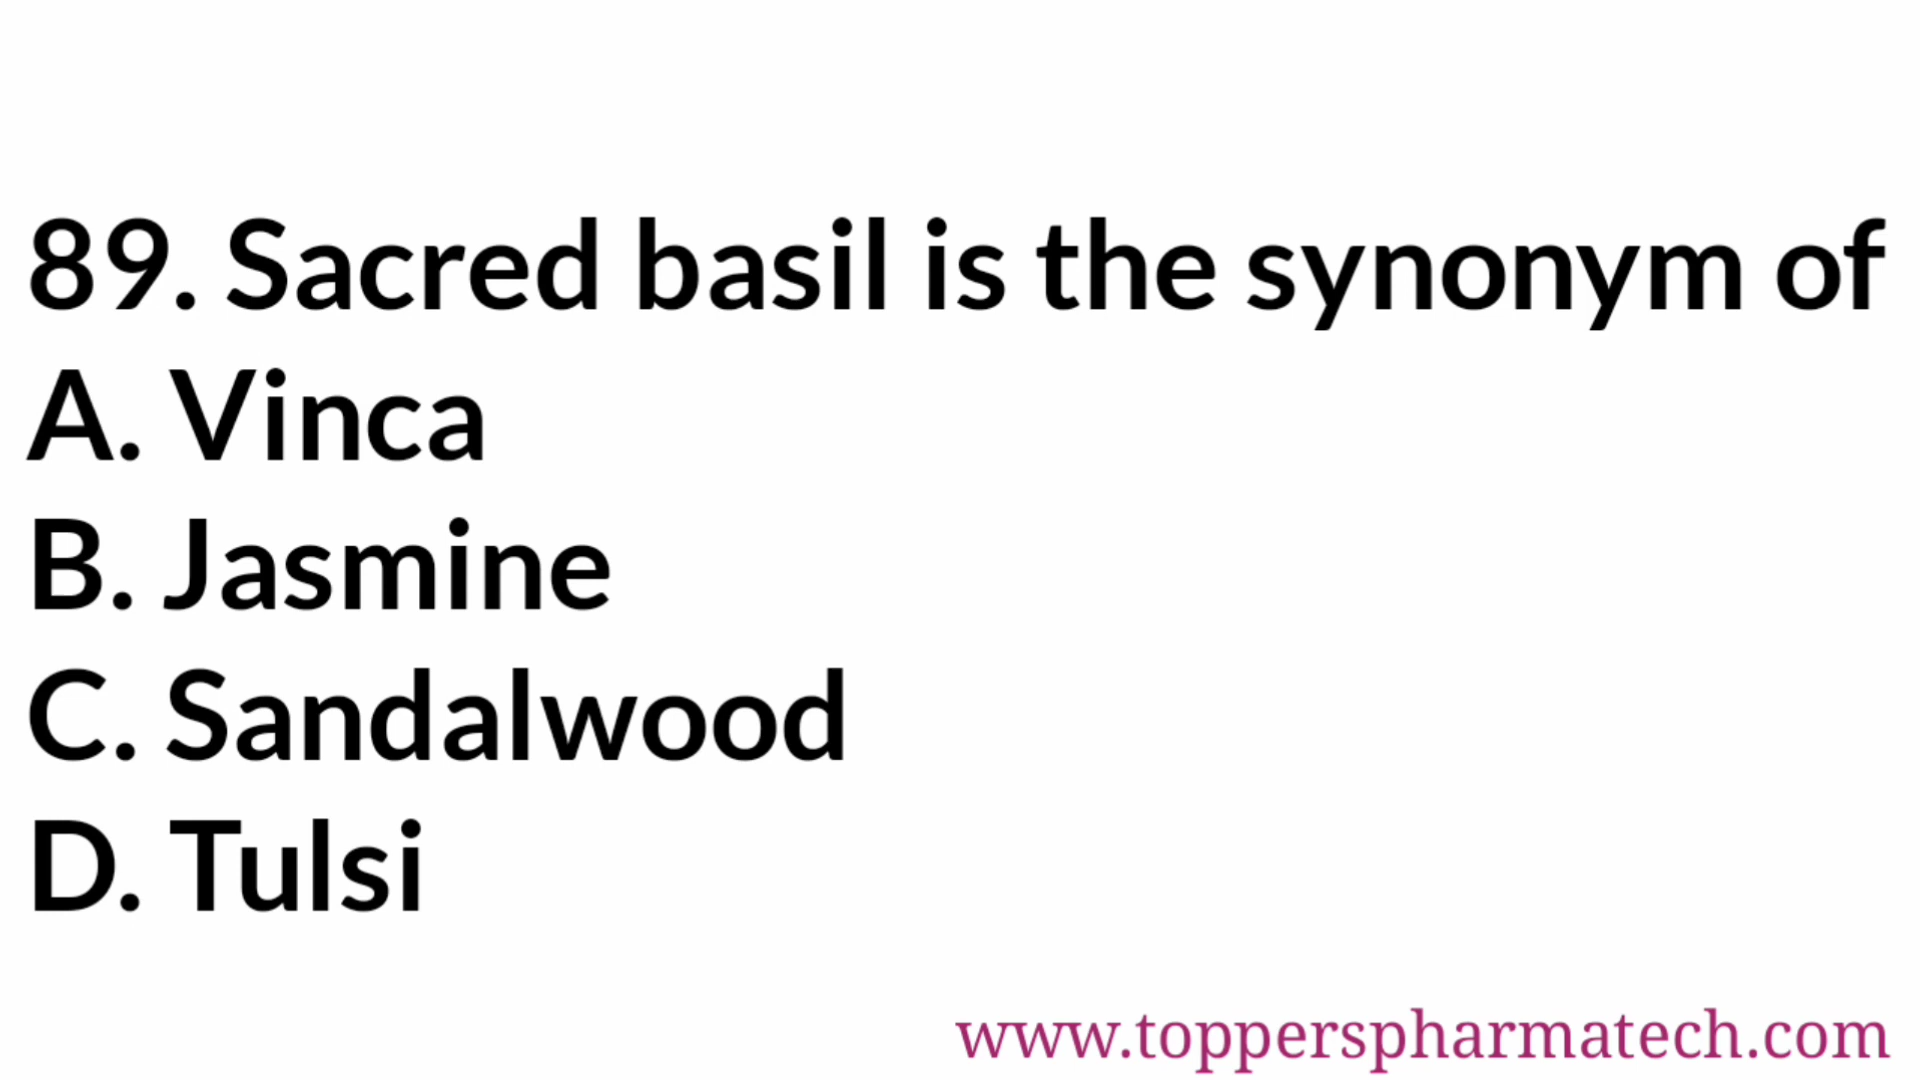 89. Sacred basil is the synonym of
A. Vinca
B. Jasmine
C. Sandalwood
D. Tulsi
www.topperspharmatech.com